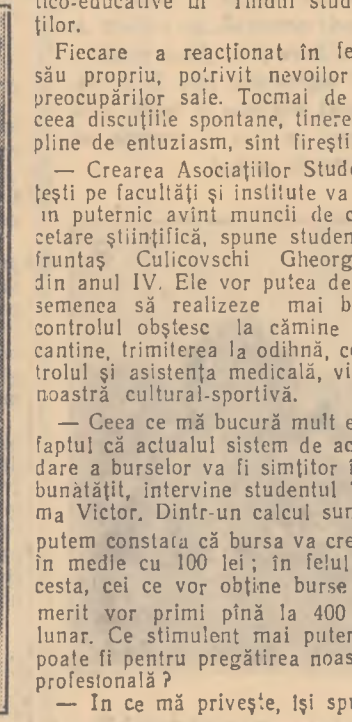 tico-educative în rîndul stud
ților.
Fiecare a reacționat în fe
său propriu, potrivit nevoilor
preocupărilor sale. Tocmai de
ceea discuțiile spontane, tinere
pline de entuziasm, sînt firești
— Crearea Asociațiilor Stude
țești pe facultăți și institute va
un puternic avînt muncii de c
cetare științifică, spune studen
fruntaș Culicovschi Gheorg
din anul IV. Ele vor putea de
semenea să realizeze mai b
controlul obștesc la cămine
cantine, trimiterea la odihnă, co
trolul și asistența medicală, vi
noastră cultural-sportivă.
— Ceea ce mă bucură mult e
faptul că actualul sistem de ac
dare a burselor va fi simțitor î
bunătățit, intervine studentul
ma Victor. Dintr-un calcul sur
putem constata că bursa va cre
în medie cu 100 lei; în felul
cesta, cei ce vor obține burse
merit vor primi pînă la 400
lunar. Ce stimulent mai puter
poate fi pentru pregătirea noas
profesională?
— In ce mă privește, își spu